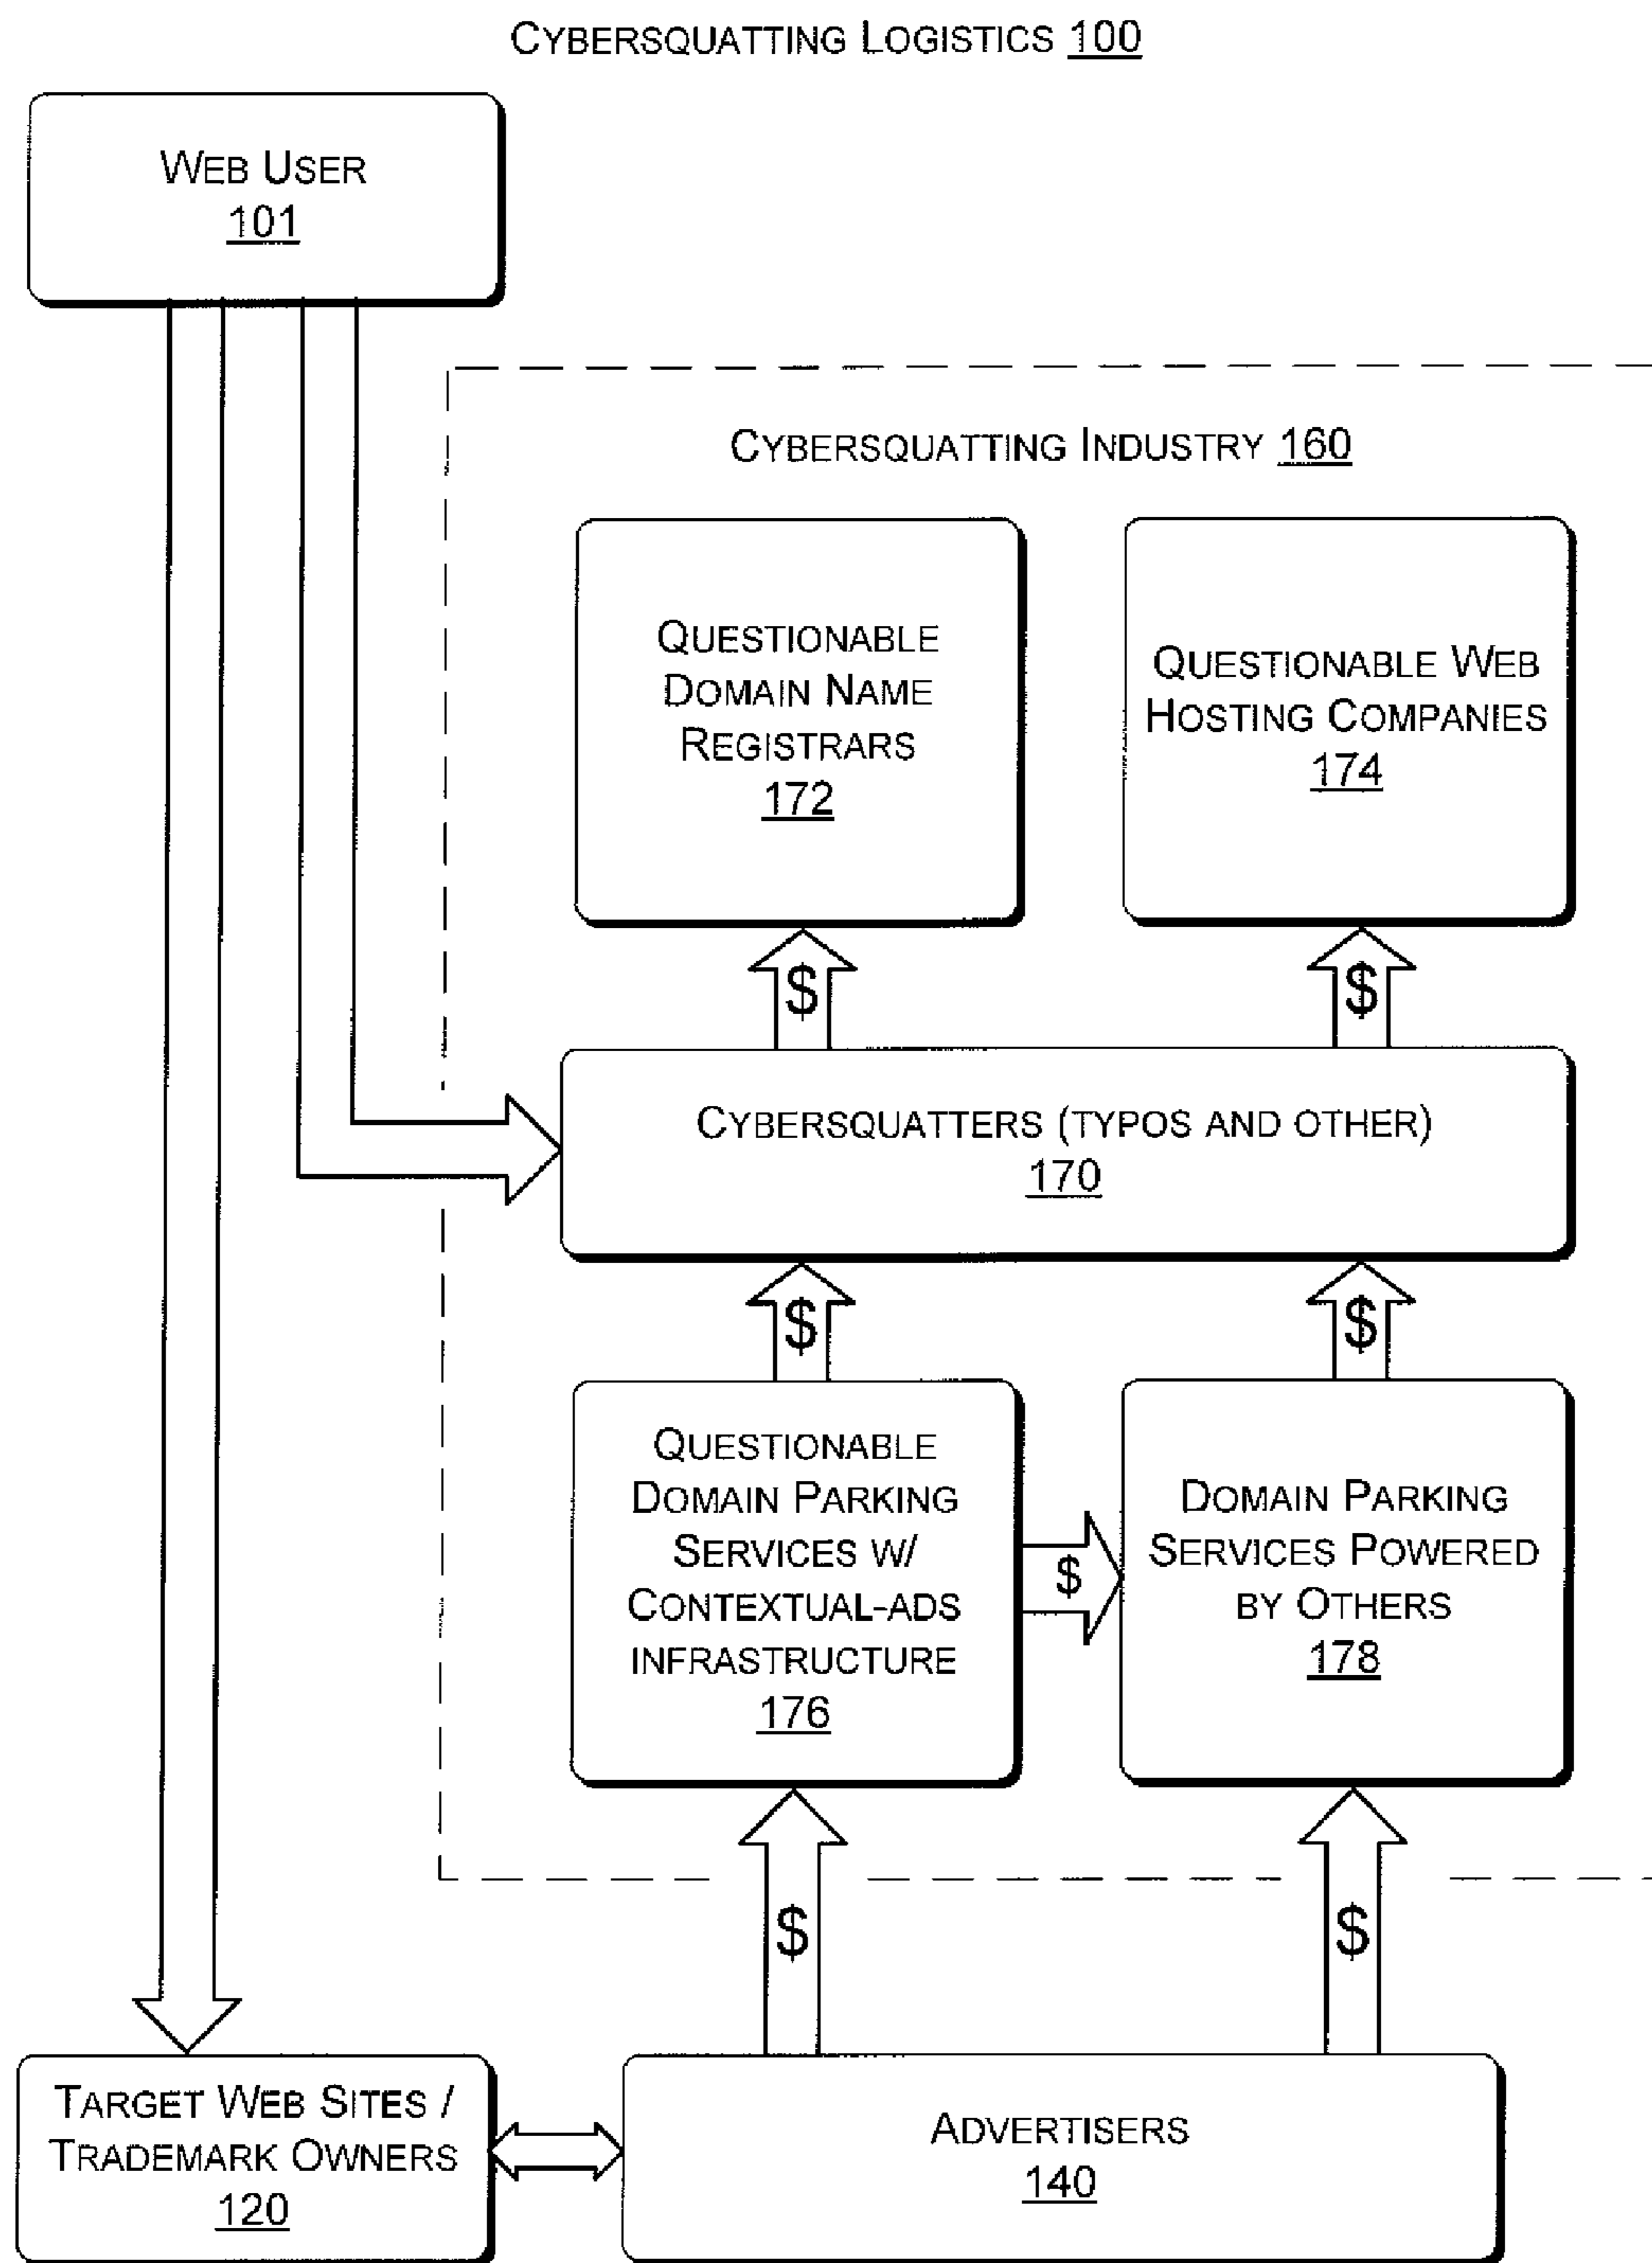 CYBERSQUATTING LOGISTICS 100
WEB USER
101
CYBERSQUATTING INDUSTRY 160
QUESTIONABLE
DOMAIN NAME
REGISTRARS
172
QUESTIONABLE WEB
HOSTING COMPANIES
174
$
$
CYBERSQUATTERS (TYPOS AND OTHER)
170
$
$
QUESTIONABLE
DOMAIN PARKING
SERVICES W/
CONTEXTUAL-ADS
INFRASTRUCTURE
176
$
DOMAIN PARKING
SERVICES POWERED
BY OTHERS
178
$
$
TARGET WEB SITES /
TRADEMARK OWNERS
120
ADVERTISERS
140